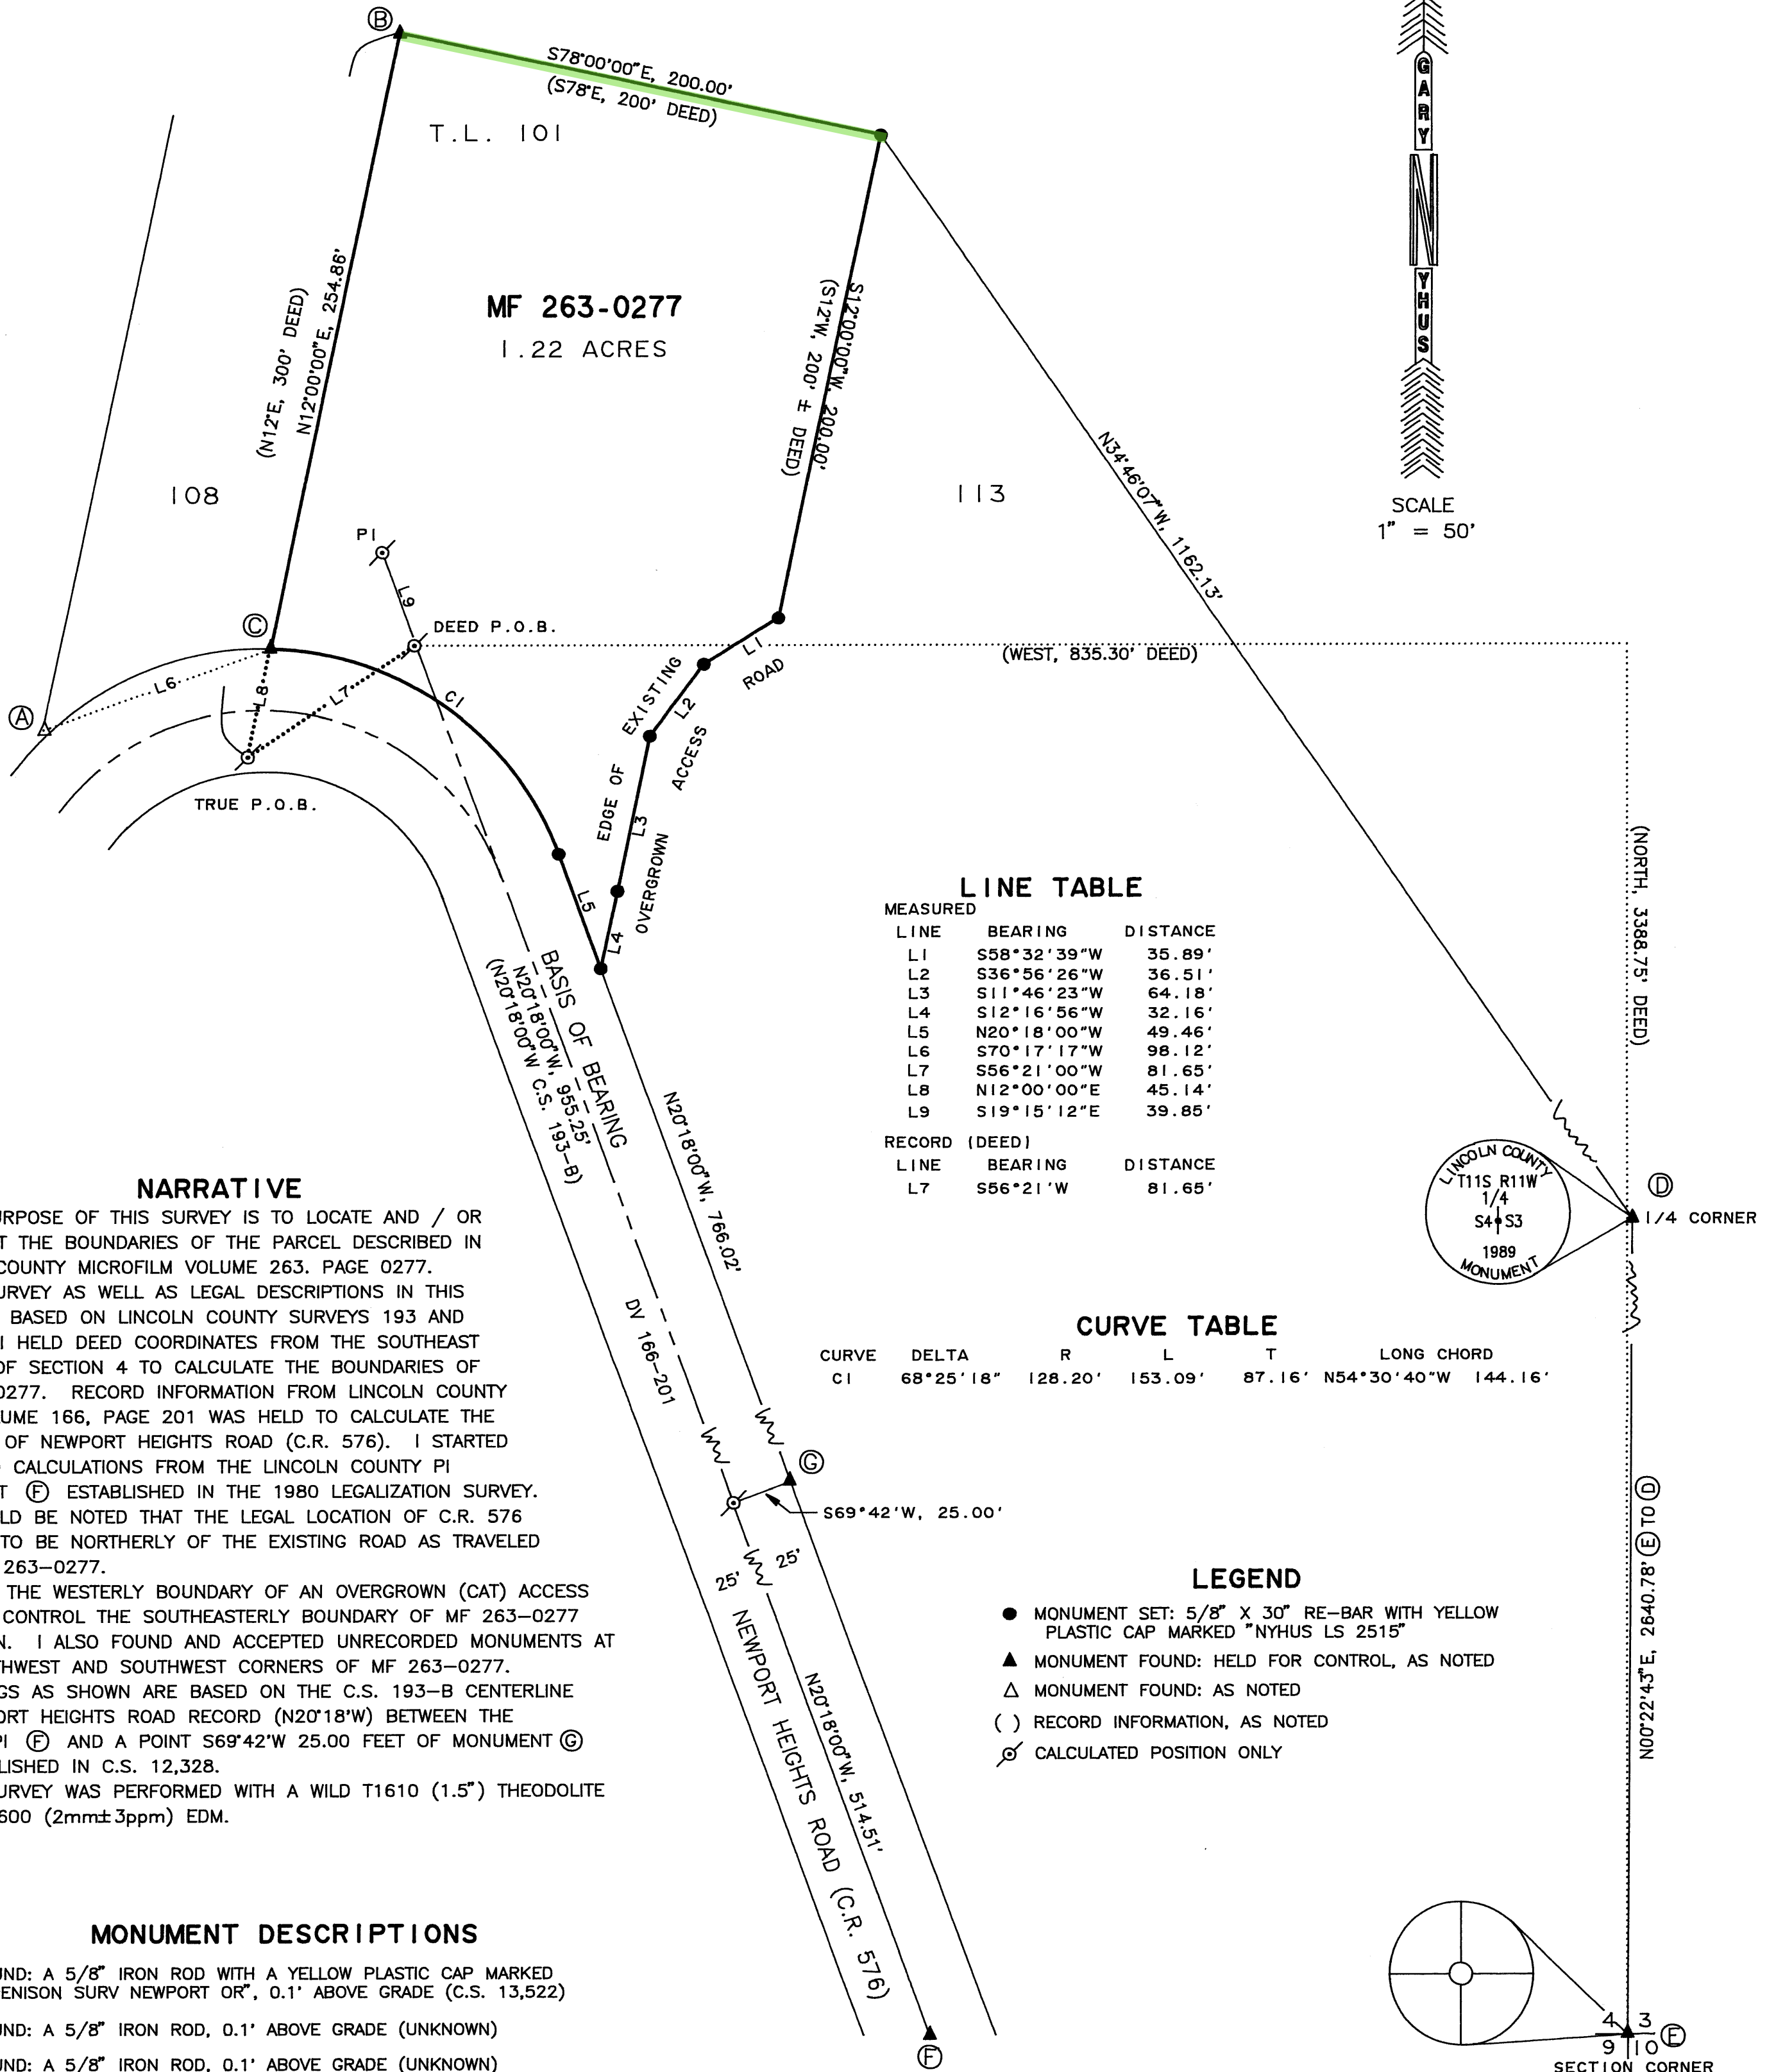 B
S78°00'00"E, 200.00'
(S78°E, 200' DEED)
T.L. 101
GARY
N
NYHUS
SCALE
1" = 50'
MF 263-0277
1.22 ACRES
(N12°E, 300' DEED)
N12°00'00"E, 254.86'
S12°00'00"W, 200.00'
(S12°W, 200' ± DEED)
108
113
N34°46'07"W, 1162.13'
PI
L9
C
DEED P.O.B.
(WEST, 835.30' DEED)
L1
ROAD
EXISTING
L2
ACCESS
EDGE OF
L3
OVERGROWN
L4
L5
C1
L6
L7
L8
A
TRUE P.O.B.
(NORTH, 3388.75' DEED)
LINE TABLE
MEASURED
LINE BEARING DISTANCE
L1 S58°32'39"W 35.89'
L2 S36°56'26"W 36.51'
L3 S11°46'23"W 64.18'
L4 S12°16'56"W 32.16'
L5 N20°18'00"W 49.46'
L6 S70°17'17"W 98.12'
L7 S56°21'00"W 81.65'
L8 N12°00'00"E 45.14'
L9 S19°15'12"E 39.85'
RECORD (DEED)
LINE BEARING DISTANCE
L7 S56°21'W 81.65'
BASIS OF BEARING
N20°18'00"W, 955.25'
(N20°18'00"W C.S. 193-B)
N20°18'00"W, 766.02'
DV 166-201
LINCOLN COUNTY
T11S R11W
1/4
S4 S3
1989
MONUMENT
D
1/4 CORNER
CURVE TABLE
CURVE DELTA R L T LONG CHORD
C1 68°25'18" 128.20' 153.09' 87.16' N54°30'40"W 144.16'
G
S69°42'W, 25.00'
25'
25'
NEWPORT HEIGHTS ROAD (C.R. 576)
N20°18'00"W, 514.51'
F
NARRATIVE
URPOSE OF THIS SURVEY IS TO LOCATE AND / OR
T THE BOUNDARIES OF THE PARCEL DESCRIBED IN
COUNTY MICROFILM VOLUME 263. PAGE 0277.
URVEY AS WELL AS LEGAL DESCRIPTIONS IN THIS
BASED ON LINCOLN COUNTY SURVEYS 193 AND
I HELD DEED COORDINATES FROM THE SOUTHEAST
OF SECTION 4 TO CALCULATE THE BOUNDARIES OF
0277. RECORD INFORMATION FROM LINCOLN COUNTY
UME 166, PAGE 201 WAS HELD TO CALCULATE THE
OF NEWPORT HEIGHTS ROAD (C.R. 576). I STARTED
CALCULATIONS FROM THE LINCOLN COUNTY PI
T F ESTABLISHED IN THE 1980 LEGALIZATION SURVEY.
LD BE NOTED THAT THE LEGAL LOCATION OF C.R. 576
TO BE NORTHERLY OF THE EXISTING ROAD AS TRAVELED
263-0277.
THE WESTERLY BOUNDARY OF AN OVERGROWN (CAT) ACCESS
CONTROL THE SOUTHEASTERLY BOUNDARY OF MF 263-0277
N. I ALSO FOUND AND ACCEPTED UNRECORDED MONUMENTS AT
THWEST AND SOUTHWEST CORNERS OF MF 263-0277.
GS AS SHOWN ARE BASED ON THE C.S. 193-B CENTERLINE
ORT HEIGHTS ROAD RECORD (N20°18'W) BETWEEN THE
PI F AND A POINT S69°42'W 25.00 FEET OF MONUMENT G
LISHED IN C.S. 12,328.
SURVEY WAS PERFORMED WITH A WILD T1610 (1.5") THEODOLITE
600 (2mm±3ppm) EDM.
LEGEND
MONUMENT SET: 5/8" X 30" RE-BAR WITH YELLOW
PLASTIC CAP MARKED "NYHUS LS 2515"
MONUMENT FOUND: HELD FOR CONTROL, AS NOTED
MONUMENT FOUND: AS NOTED
( ) RECORD INFORMATION, AS NOTED
CALCULATED POSITION ONLY
N00°22'43"E, 2640.78' E TO D
MONUMENT DESCRIPTIONS
UND: A 5/8" IRON ROD WITH A YELLOW PLASTIC CAP MARKED
ENISON SURV NEWPORT OR", 0.1' ABOVE GRADE (C.S. 13,522)
UND: A 5/8" IRON ROD, 0.1' ABOVE GRADE (UNKNOWN)
UND: A 5/8" IRON ROD, 0.1' ABOVE GRADE (UNKNOWN)
4 3
9 10
E
SECTION CORNER